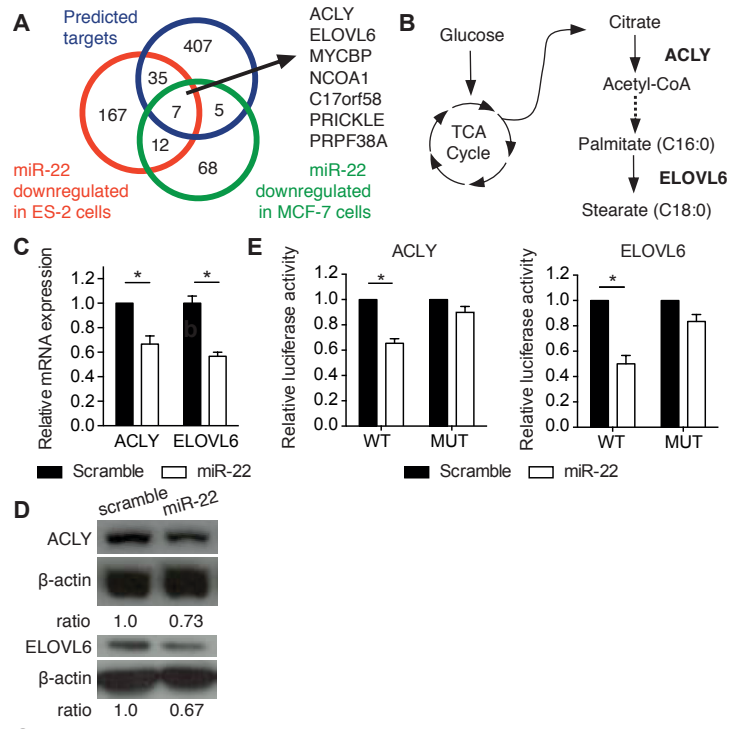 A
Predicted
targets
407
35
167
7
5
12
68
miR-22
downregulated
in ES-2 cells
miR-22
downregulated
in MCF-7 cells
ACLY
ELOVL6
MYCBP
NCOA1
C17orf58
PRICKLE
PRPF38A
B
Glucose
TCA
Cycle
Citrate
ACLY
Acetyl-CoA
Palmitate (C16:0)
ELOVL6
Stearate (C18:0)
C
Relative mRNA expression
1.2
1.0
0.8
0.6
0.4
0.2
0.0
*
*
b
ACLY ELOVL6
Scramble miR-22
E
ACLY
Relative luciferase activity
1.2
1.0
0.8
0.6
0.4
0.2
0.0
*
WT MUT
ELOVL6
Relative luciferase activity
1.2
1.0
0.8
0.6
0.4
0.2
0.0
*
WT MUT
Scramble miR-22
D
scramble miR-22
ACLY
β-actin
ratio 1.0 0.73
ELOVL6
β-actin
ratio 1.0 0.67